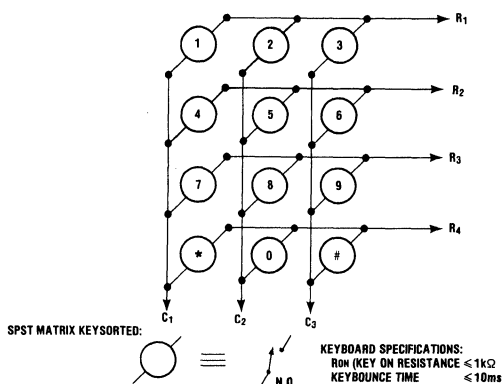 1 2 3 R1
4 5 6 R2
7 8 9 R3
* 0 # R4
C1 C2 C3
SPST MATRIX KEYSORTED:
N.O.
KEYBOARD SPECIFICATIONS:
RON (KEY ON RESISTANCE ≤1kΩ
KEYBOUNCE TIME ≤10ms